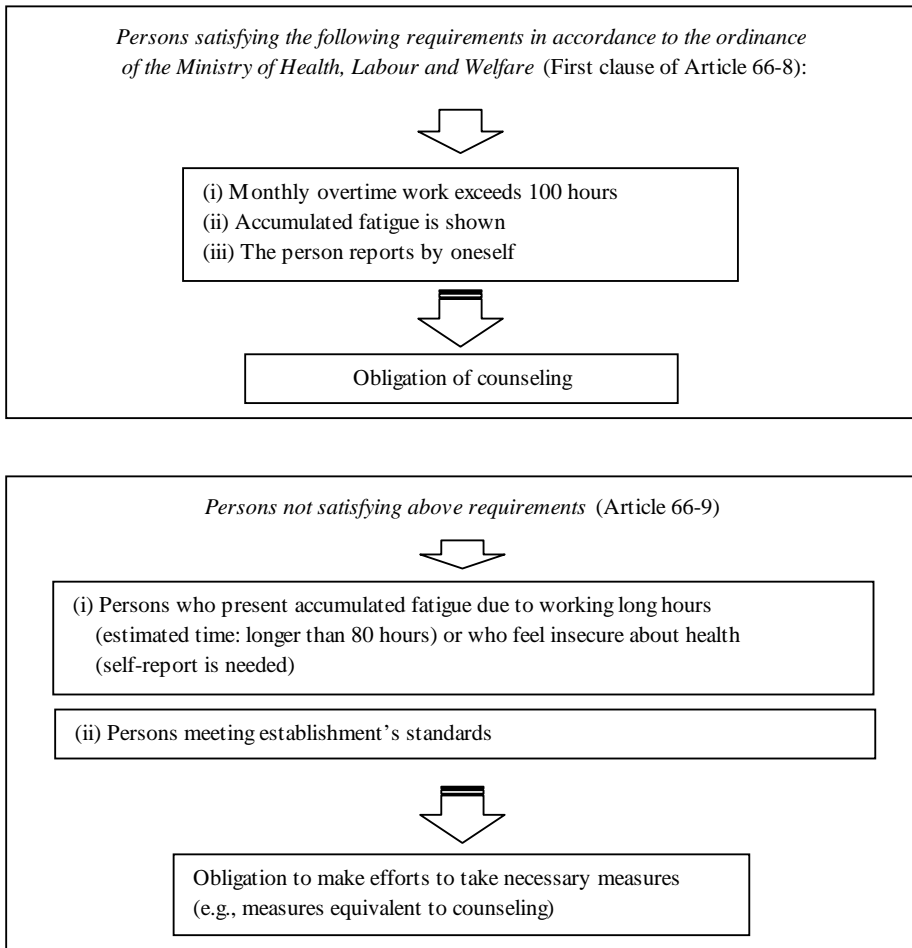 Persons satisfying the following requirements in accordance to the ordinance
of the Ministry of Health, Labour and Welfare (First clause of Article 66-8):
(i) Monthly overtime work exceeds 100 hours
(ii) Accumulated fatigue is shown
(iii) The person reports by oneself
Obligation of counseling
Persons not satisfying above requirements (Article 66-9)
(i) Persons who present accumulated fatigue due to working long hours
(estimated time: longer than 80 hours) or who feel insecure about health
(self-report is needed)
(ii) Persons meeting establishment’s standards
Obligation to make efforts to take necessary measures
(e.g., measures equivalent to counseling)